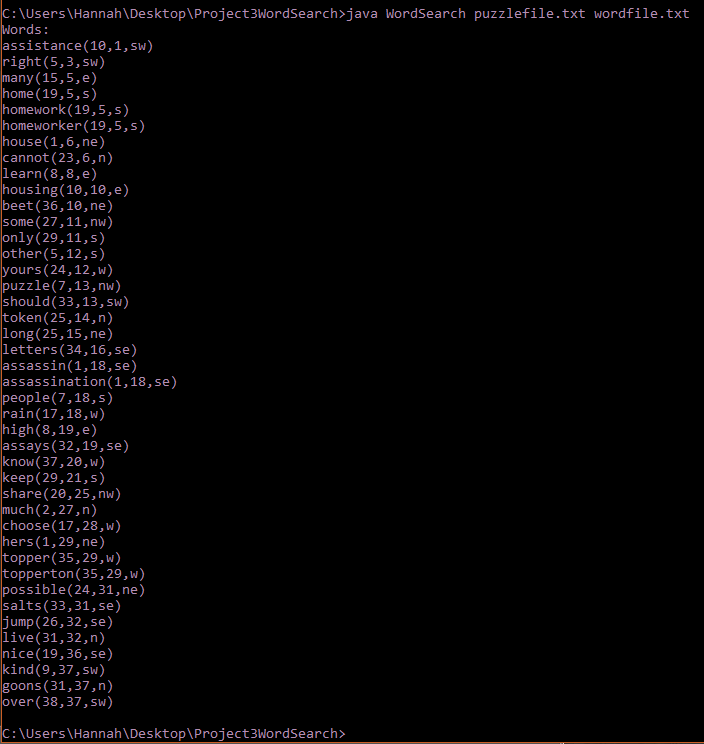 C:\Users\Hannah\Desktop\Project3WordSearch>java WordSearch puzzlefile.txt wordfile.txt
Words:
assistance(10,1,sw)
right(5,3,sw)
many(15,5,e)
home(19,5,s)
homework(19,5,s)
homeworker(19,5,s)
house(1,6,ne)
cannot(23,6,n)
learn(8,8,e)
housing(10,10,e)
beet(36,10,ne)
some(27,11,nw)
only(29,11,s)
other(5,12,s)
yours(24,12,w)
puzzle(7,13,nw)
should(33,13,sw)
token(25,14,n)
long(25,15,ne)
letters(34,16,se)
assassin(1,18,se)
assassination(1,18,se)
people(7,18,s)
rain(17,18,w)
high(8,19,e)
assays(32,19,se)
know(37,20,w)
keep(29,21,s)
share(20,25,nw)
much(2,27,n)
choose(17,28,w)
hers(1,29,ne)
topper(35,29,w)
topperton(35,29,w)
possible(24,31,ne)
salts(33,31,se)
jump(26,32,se)
live(31,32,n)
nice(19,36,se)
kind(9,37,sw)
goons(31,37,n)
over(38,37,sw)
C:\Users\Hannah\Desktop\Project3WordSearch>